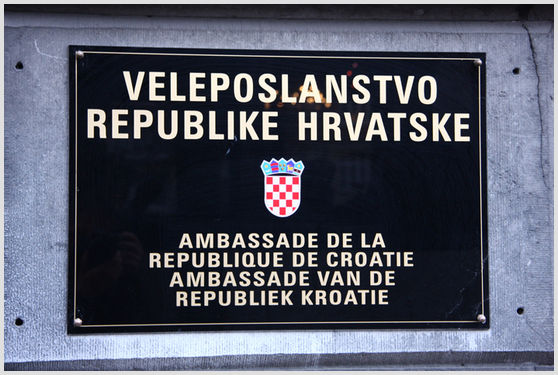 VELEPOSLANSTVO
REPUBLIKE HRVATSKE
AMBASSADE DE LA
REPUBLIQUE DE CROATIE
AMBASSADE VAN DE
REPUBLIEK KROATIE